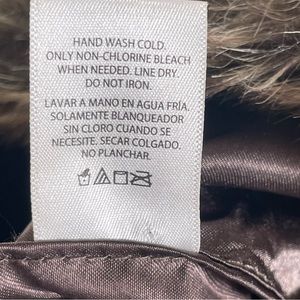 HAND WASH COLD.
ONLY NON-CHLORINE BLEACH
WHEN NEEDED. LINE DRY.
DO NOT IRON.
LAVAR A MANO EN AGUA FRÍA.
SOLAMENTE BLANQUEADOR
SIN CLORO CUANDO SE
NECESITE. SECAR COLGADO.
NO PLANCHAR.